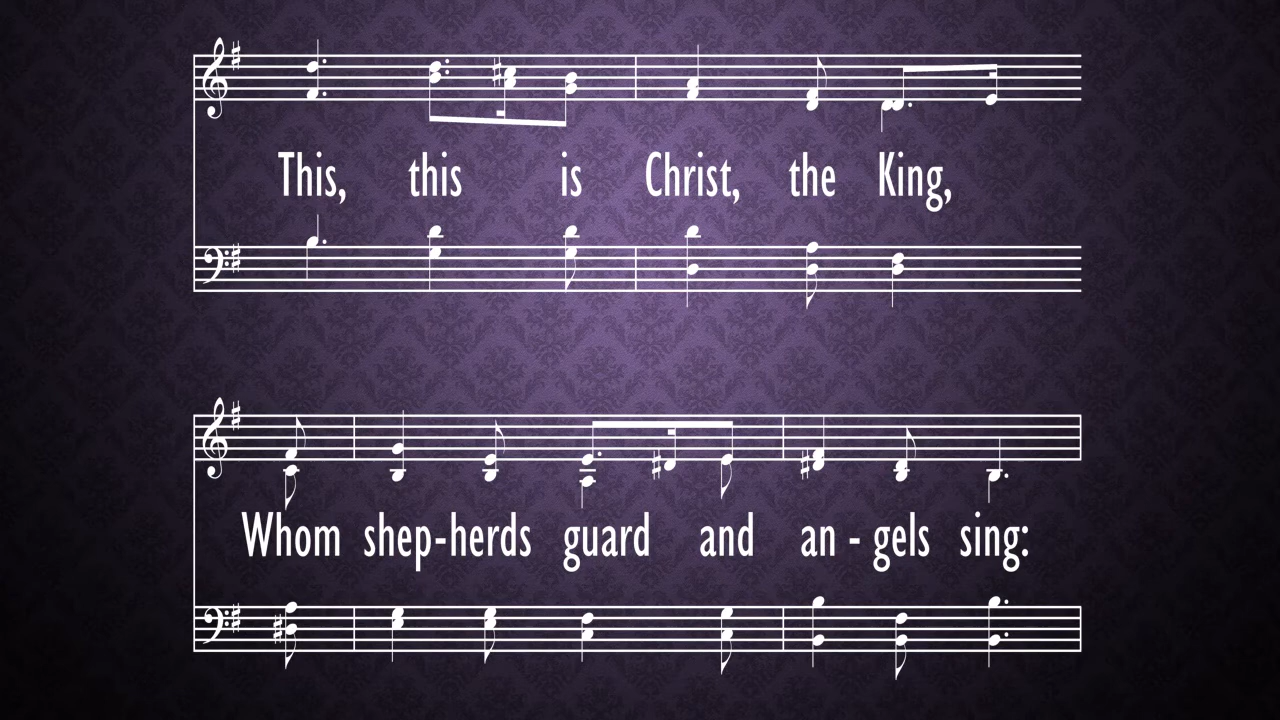 This, this is Christ, the King,
Whom shep-herds guard and an - gels sing: